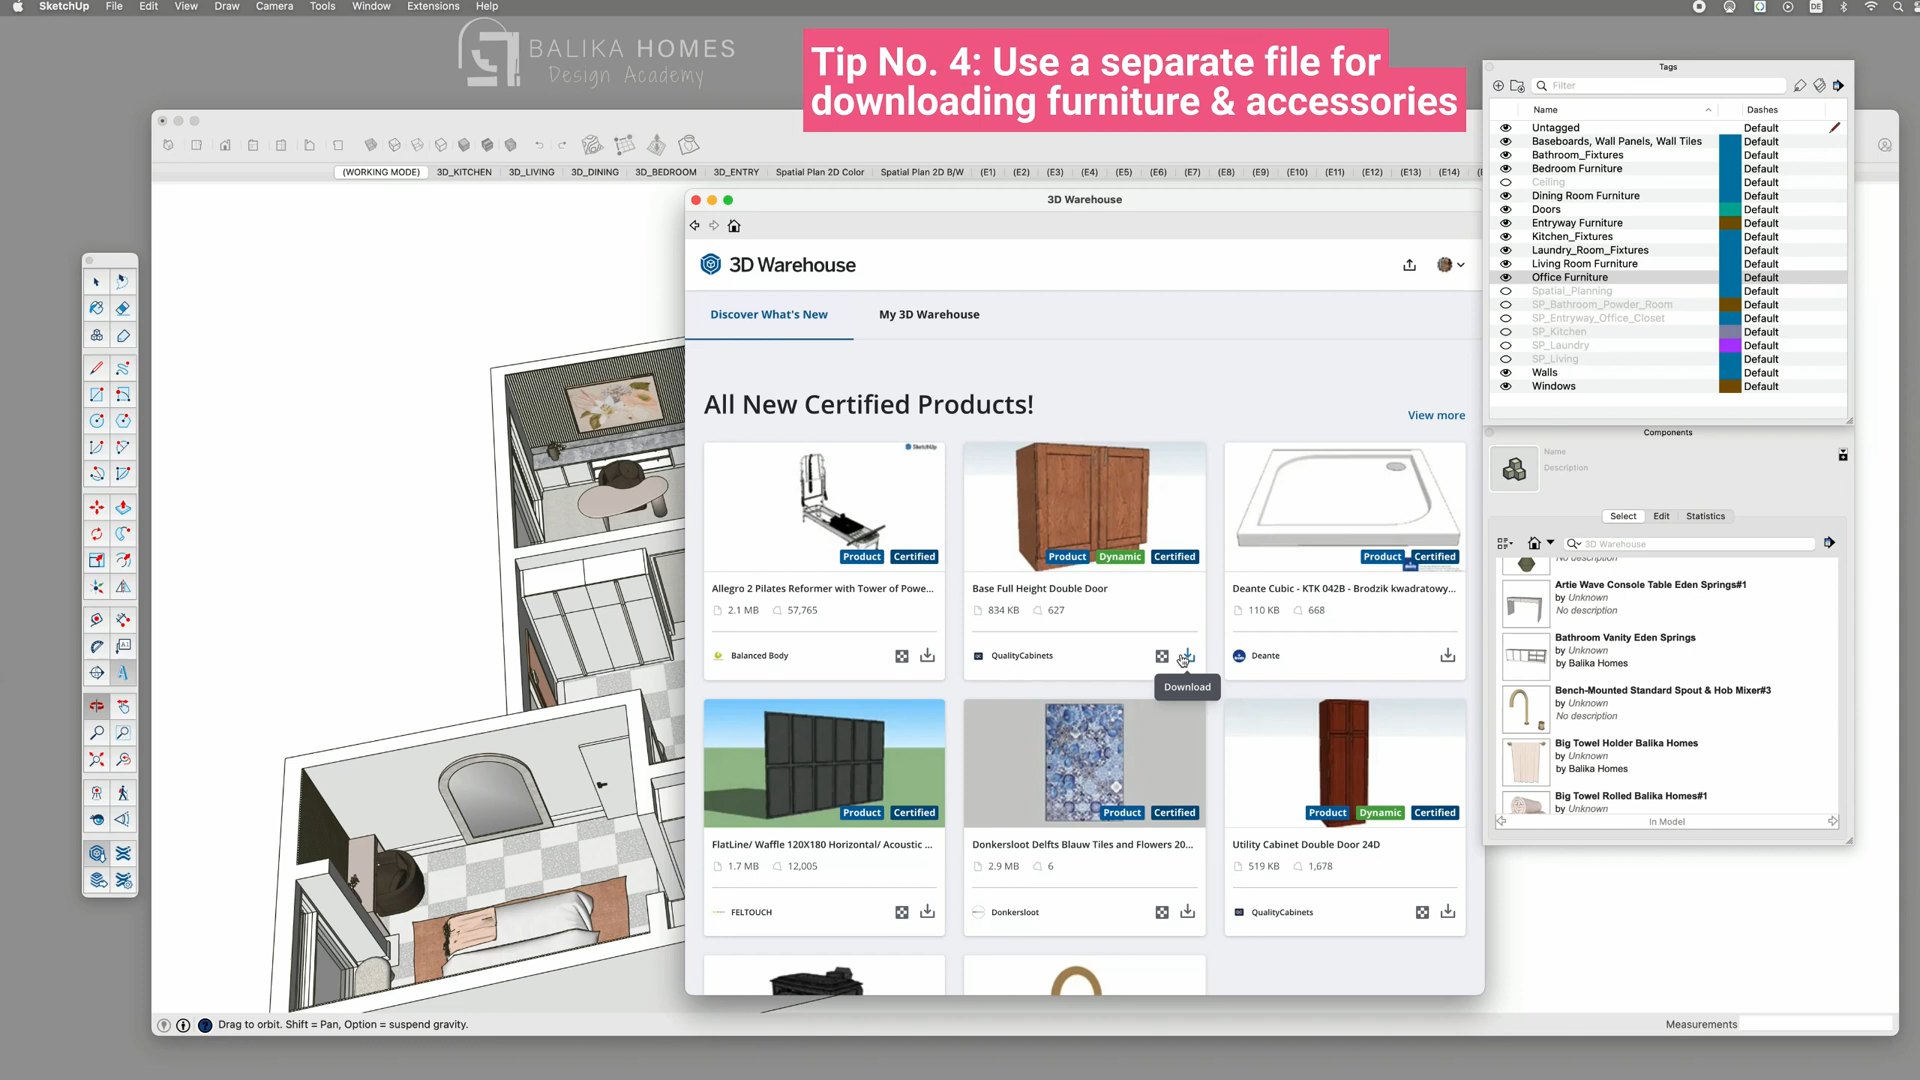 SketchUp File Edit View Draw Camera Tools Window Extensions Help
DE
BALIKA HOMES
Design Academy
Tip No. 4: Use a separate file for
downloading furniture & accessories
(WORKING MODE) 3D_KITCHEN 3D_LIVING 3D_DINING 3D_BEDROOM 3D_ENTRY Spatial Plan 2D Color Spatial Plan 2D B/W (E1) (E2) (E3) (E4) (E5) (E6) (E7) (E8) (E9) (E10) (E11) (E12) (E13) (E14)
3D Warehouse
3D Warehouse
Discover What's New My 3D Warehouse
All New Certified Products!
View more
SketchUp
Product Certified
Allegro 2 Pilates Reformer with Tower of Powe...
2.1 MB 57,765
Balanced Body
Product Dynamic Certified
Base Full Height Double Door
834 KB 627
QualityCabinets
Download
Product Certified
Deante Cubic - KTK 042B - Brodzik kwadratowy...
110 KB 668
Deante
Product Certified
FlatLine/ Waffle 120X180 Horizontal/ Acoustic ...
1.7 MB 12,005
FELTOUCH
Product Certified
Donkersloot Delfts Blauw Tiles and Flowers 20...
2.9 MB 6
Donkersloot
Product Dynamic Certified
Utility Cabinet Double Door 24D
519 KB 1,678
QualityCabinets
Tags
Filter
Name Dashes
Untagged Default
Baseboards, Wall Panels, Wall Tiles Default
Bathroom_Fixtures Default
Bedroom Furniture Default
Ceiling Default
Dining Room Furniture Default
Doors Default
Entryway Furniture Default
Kitchen_Fixtures Default
Laundry_Room_Fixtures Default
Living Room Furniture Default
Office Furniture Default
Spatial_Planning Default
SP_Bathroom_Powder_Room Default
SP_Entryway_Office_Closet Default
SP_Kitchen Default
SP_Laundry Default
SP_Living Default
Walls Default
Windows Default
Components
Name
Description
Select Edit Statistics
3D Warehouse
No description
Artie Wave Console Table Eden Springs#1
by Unknown
No description
Bathroom Vanity Eden Springs
by Unknown
by Balika Homes
Bench-Mounted Standard Spout & Hob Mixer#3
by Unknown
No description
Big Towel Holder Balika Homes
by Unknown
by Balika Homes
Big Towel Rolled Balika Homes#1
by Unknown
In Model
Drag to orbit. Shift = Pan, Option = suspend gravity.
Measurements